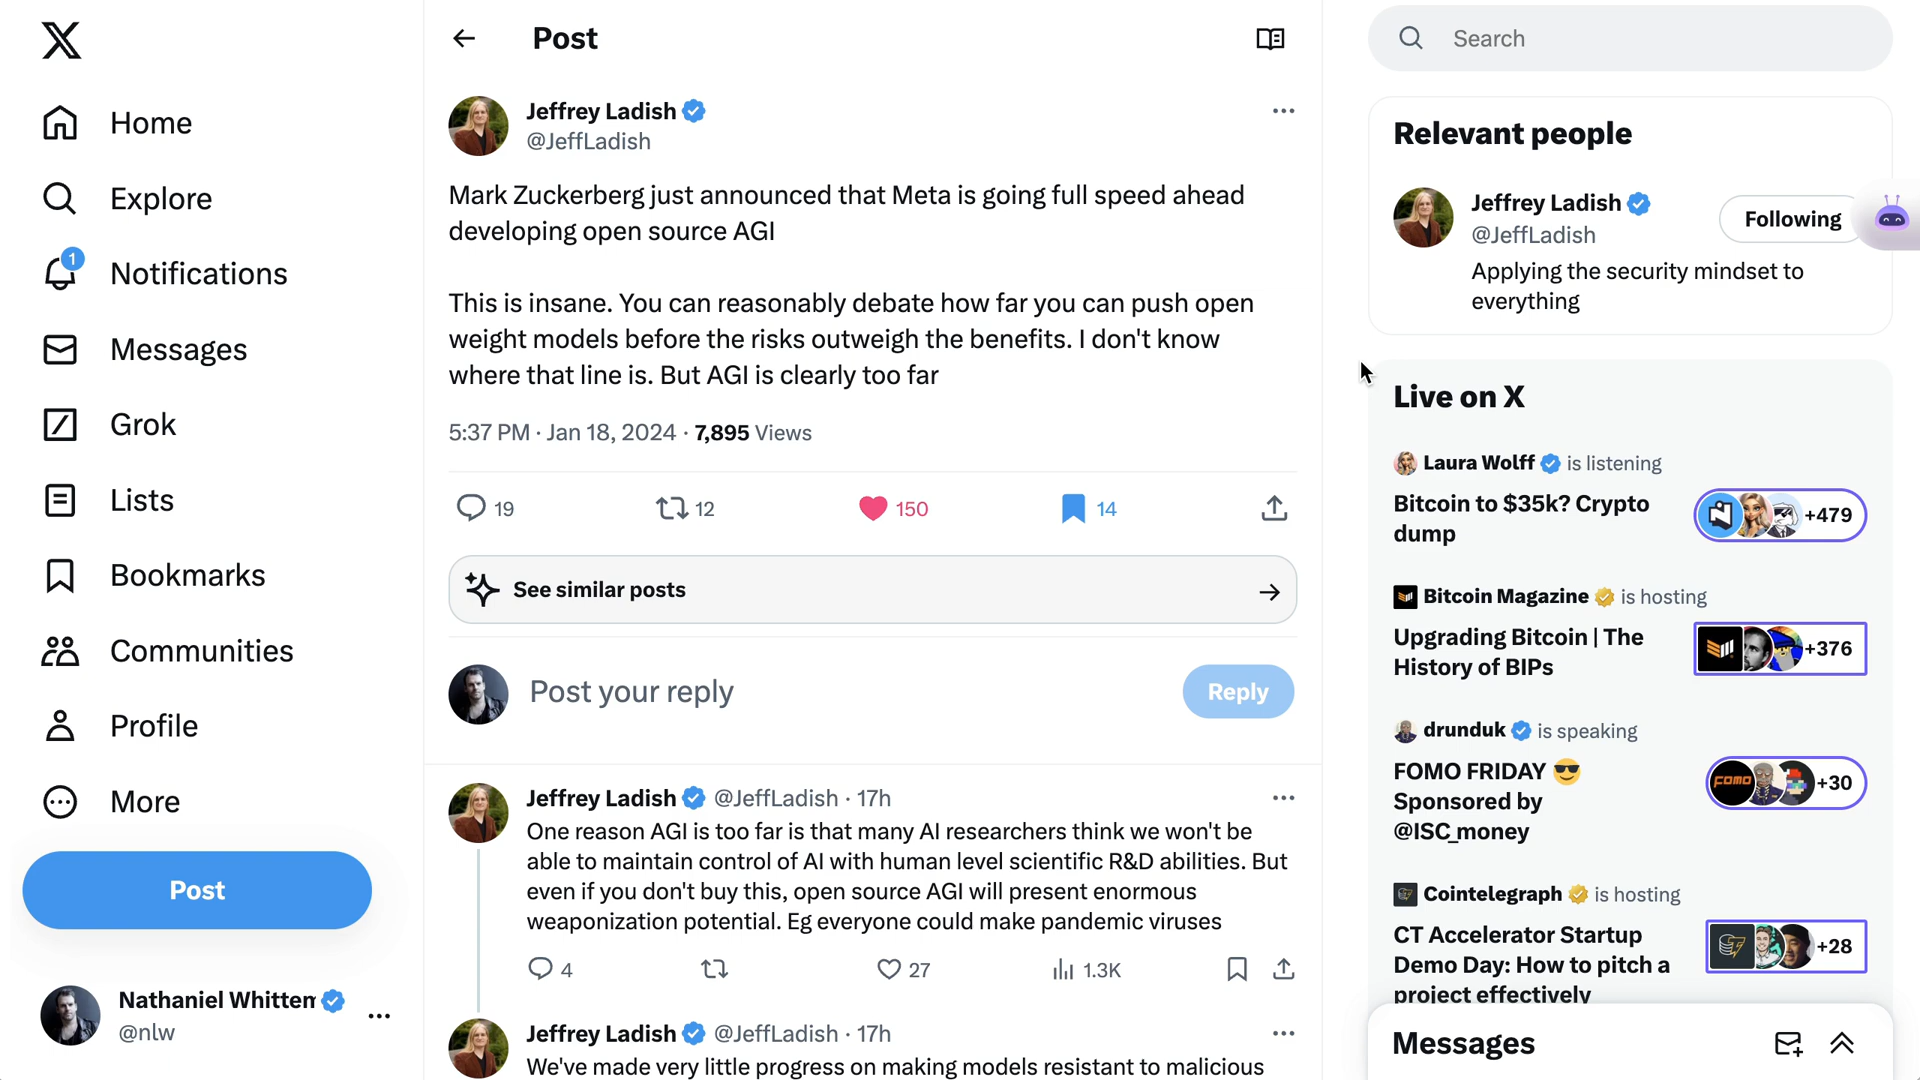 Home
Explore
1
Notifications
Messages
Grok
Lists
Bookmarks
Communities
Profile
More
Post
Nathaniel Whitten
@nlw
Post
Jeffrey Ladish
@JeffLadish
Mark Zuckerberg just announced that Meta is going full speed ahead
developing open source AGI
This is insane. You can reasonably debate how far you can push open
weight models before the risks outweigh the benefits. I don't know
where that line is. But AGI is clearly too far
5:37 PM · Jan 18, 2024 · 7,895 Views
19 12 150 14
See similar posts
Post your reply
Reply
Jeffrey Ladish @JeffLadish · 17h
One reason AGI is too far is that many AI researchers think we won't be
able to maintain control of AI with human level scientific R&D abilities. But
even if you don't buy this, open source AGI will present enormous
weaponization potential. Eg everyone could make pandemic viruses
4 27 1.3K
Jeffrey Ladish @JeffLadish · 17h
We've made very little progress on making models resistant to malicious
Search
Relevant people
Jeffrey Ladish
@JeffLadish
Following
Applying the security mindset to
everything
Live on X
Laura Wolff is listening
Bitcoin to $35k? Crypto
dump
+479
Bitcoin Magazine is hosting
Upgrading Bitcoin | The
History of BIPs
+376
drunduk is speaking
FOMO FRIDAY 😎
Sponsored by
@ISC_money
FOMO
+30
Cointelegraph is hosting
CT Accelerator Startup
Demo Day: How to pitch a
project effectively
+28
Messages